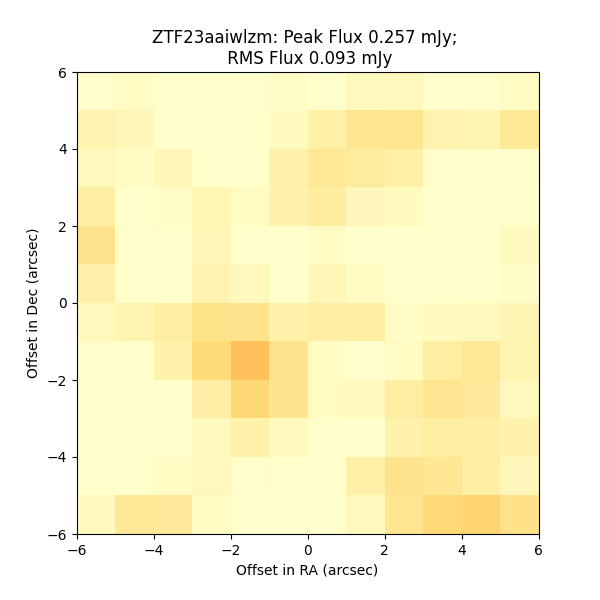 ZTF23aaiwlzm: Peak Flux 0.257 mJy;
RMS Flux 0.093 mJy
6
4
2
0
−2
−4
−6
Offset in Dec (arcsec)
−6 −4 −2 0 2 4 6
Offset in RA (arcsec)